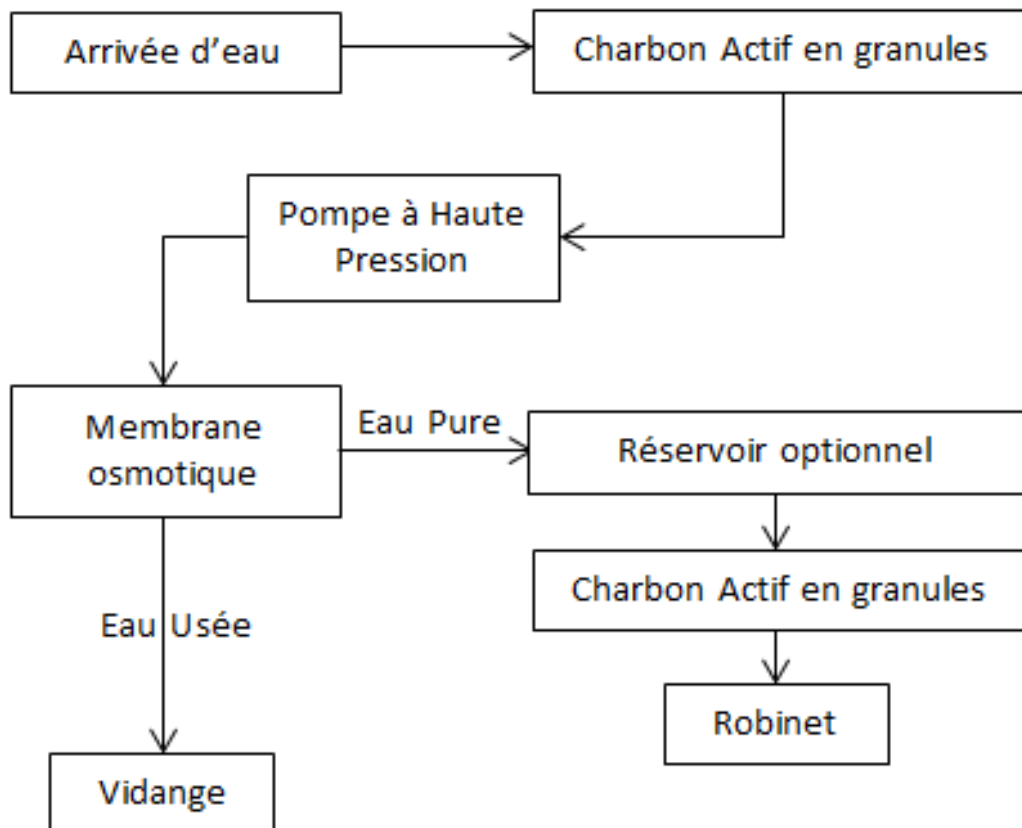 Arrivée d’eau
Charbon Actif en granules
Pompe à Haute
Pression
Membrane
osmotique
Eau Pure
Réservoir optionnel
Charbon Actif en granules
Eau Usée
Robinet
Vidange